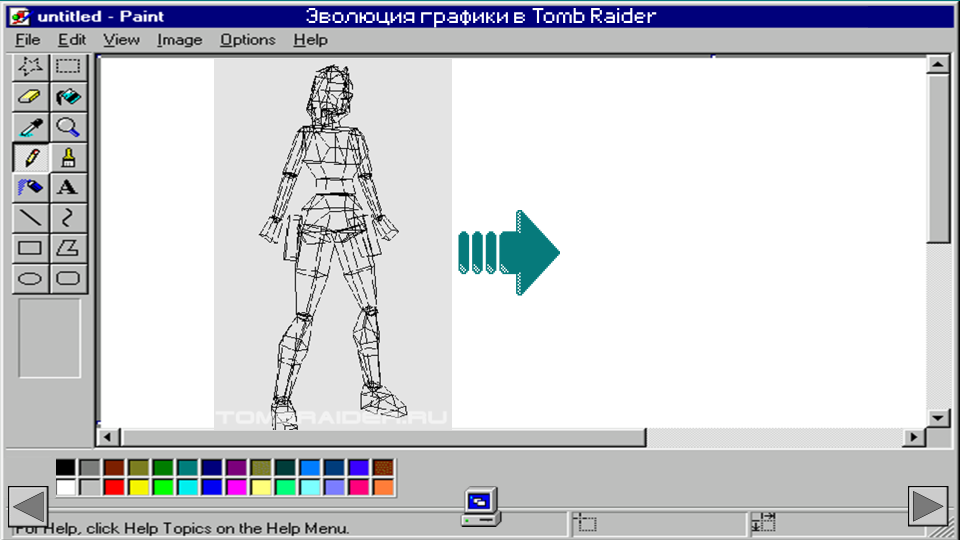 untitled - Paint Эволюция графики в Tomb Raider
File Edit View Image Options Help
A
TOMBRAIDER.RU
For Help, click Help Topics on the Help Menu.